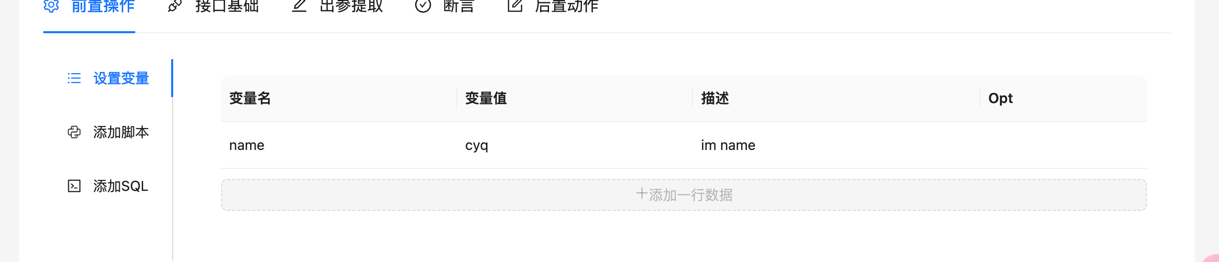 前置操作 接口基础 出参提取 断言 后置动作
设置变量
添加脚本
添加SQL
变量名 变量值 描述 Opt
name cyq im name
添加一行数据